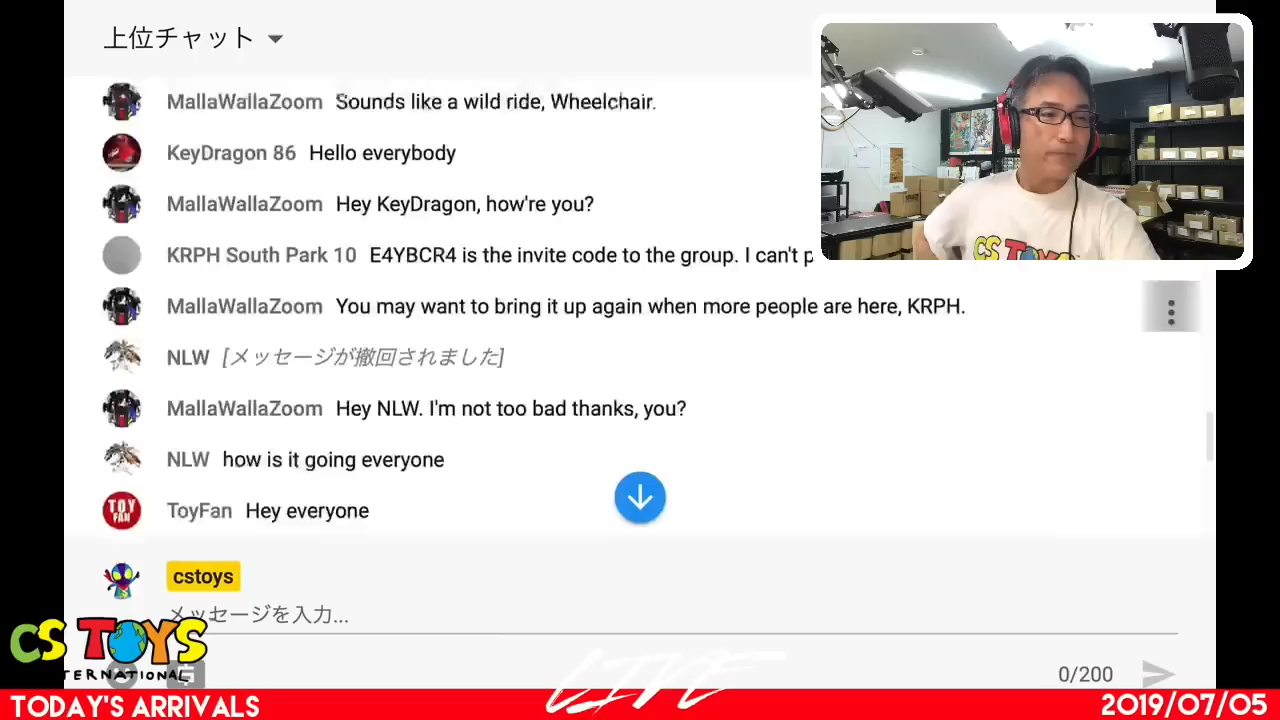 上位チャット
MallaWallaZoom Sounds like a wild ride, Wheelchair.
KeyDragon 86 Hello everybody
MallaWallaZoom Hey KeyDragon, how're you?
KRPH South Park 10 E4YBCR4 is the invite code to the group. I can't p
MallaWallaZoom You may want to bring it up again when more people are here, KRPH.
NLW [メッセージが撤回されました]
MallaWallaZoom Hey NLW. I'm not too bad thanks, you?
NLW how is it going everyone
TOY FAN ToyFan Hey everyone
cstoys
メッセージを入力...
0/200
CS TOYS
CS TOYS
TERNATIONAL
LIVE
TODAY'S ARRIVALS
2019/07/05